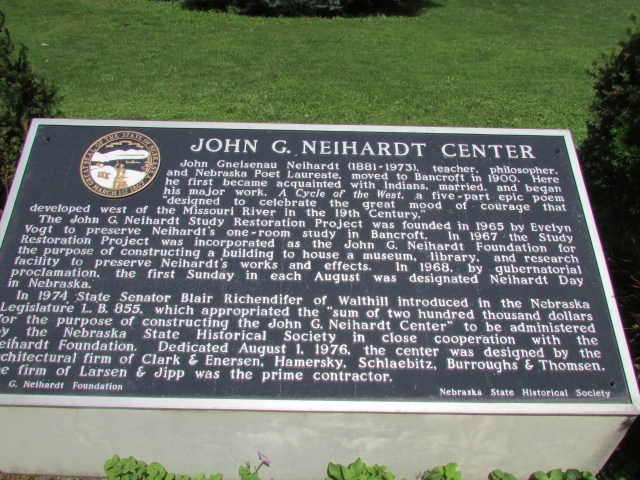 JOHN G. NEIHARDT CENTER
John Gneisenau Neihardt (1881-1973), teacher, philosopher,
and Nebraska Poet Laureate, moved to Bancroft in 1900. Here
he first became acquainted with Indians, married, and began
his major work, A Cycle of the West, a five-part epic poem
"designed to celebrate the great mood of courage that
developed west of the Missouri River in the 19th Century."
The John G. Neihardt Study Restoration Project was founded in 1965 by Evelyn
Vogt to preserve Neihardt's one-room study in Bancroft. In 1967 the Study
Restoration Project was incorporated as the John G. Neihardt Foundation for
the purpose of constructing a building to house a museum, library, and research
facility to preserve Neihardt's works and effects. In 1968, by gubernatorial
proclamation, the first Sunday in each August was designated Neihardt Day
in Nebraska.
In 1974 State Senator Blair Richendifer of Walthill introduced in the Nebraska
Legislature L. B. 855, which appropriated the "sum of two hundred thousand dollars
for the purpose of constructing the John G. Neihardt Center" to be administered
by the Nebraska State Historical Society in close cooperation with the
eihardt Foundation. Dedicated August 1, 1976, the center was designed by the
rchitectural firm of Clark & Enersen, Hamersky, Schlaebitz, Burroughs & Thomsen.
e firm of Larsen & Jipp was the prime contractor.
G. Neihardt Foundation
Nebraska State Historical Society